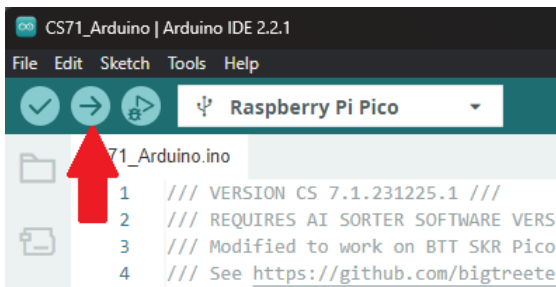 CS71_Arduino | Arduino IDE 2.2.1
File Edit Sketch Tools Help
Raspberry Pi Pico
71_Arduino.ino
1 /// VERSION CS 7.1.231225.1 ///
2 /// REQUIRES AI SORTER SOFTWARE VERS
3 /// Modified to work on BTT SKR Pico
4 /// See https://github.com/bigtreete